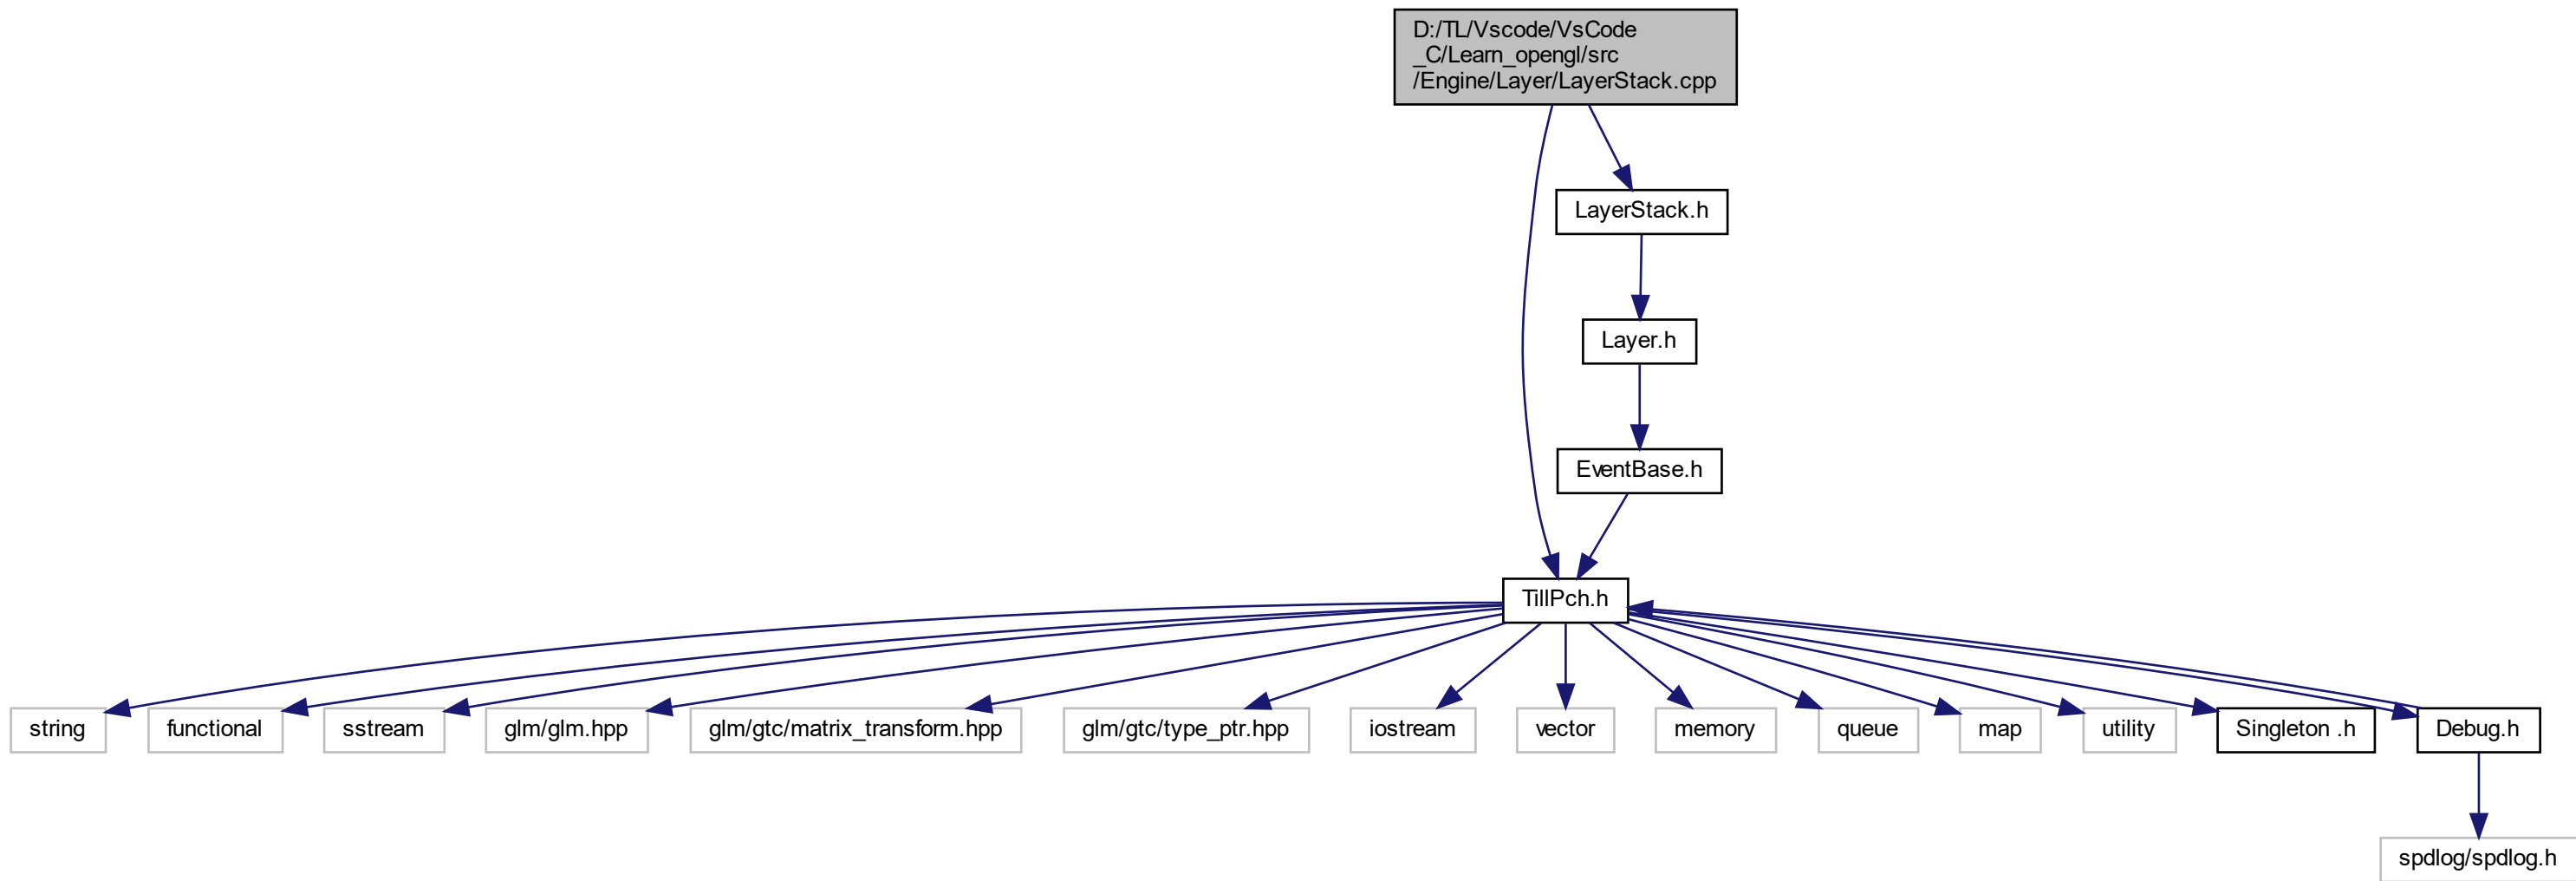 D:/TL/Vscode/VsCode
_C/Learn_opengl/src
/Engine/Layer/LayerStack.cpp
LayerStack.h
Layer.h
EventBase.h
TillPch.h
string
functional
sstream
glm/glm.hpp
glm/gtc/matrix_transform.hpp
glm/gtc/type_ptr.hpp
iostream
vector
memory
queue
map
utility
Singleton .h
Debug.h
spdlog/spdlog.h